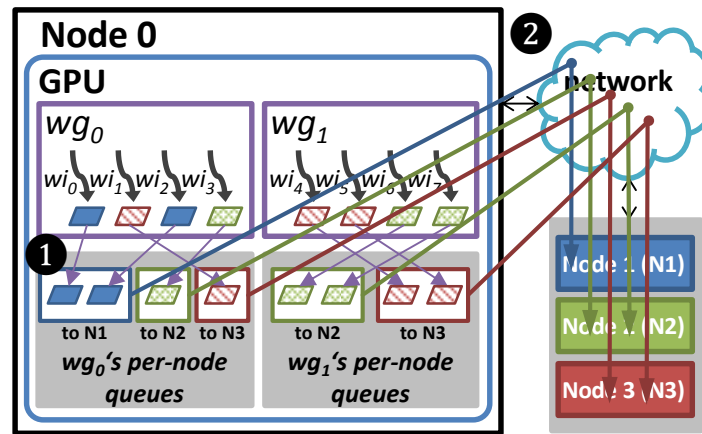 Node 0
2
GPU
network
wg0
wg1
wi0 wi1 wi2 wi3
wi4 wi5 wi6 wi7
1
Node 1 (N1)
Node 2 (N2)
Node 3 (N3)
to N1 to N2 to N3
to N2 to N3
wg0‘s per-node
queues
wg1‘s per-node
queues